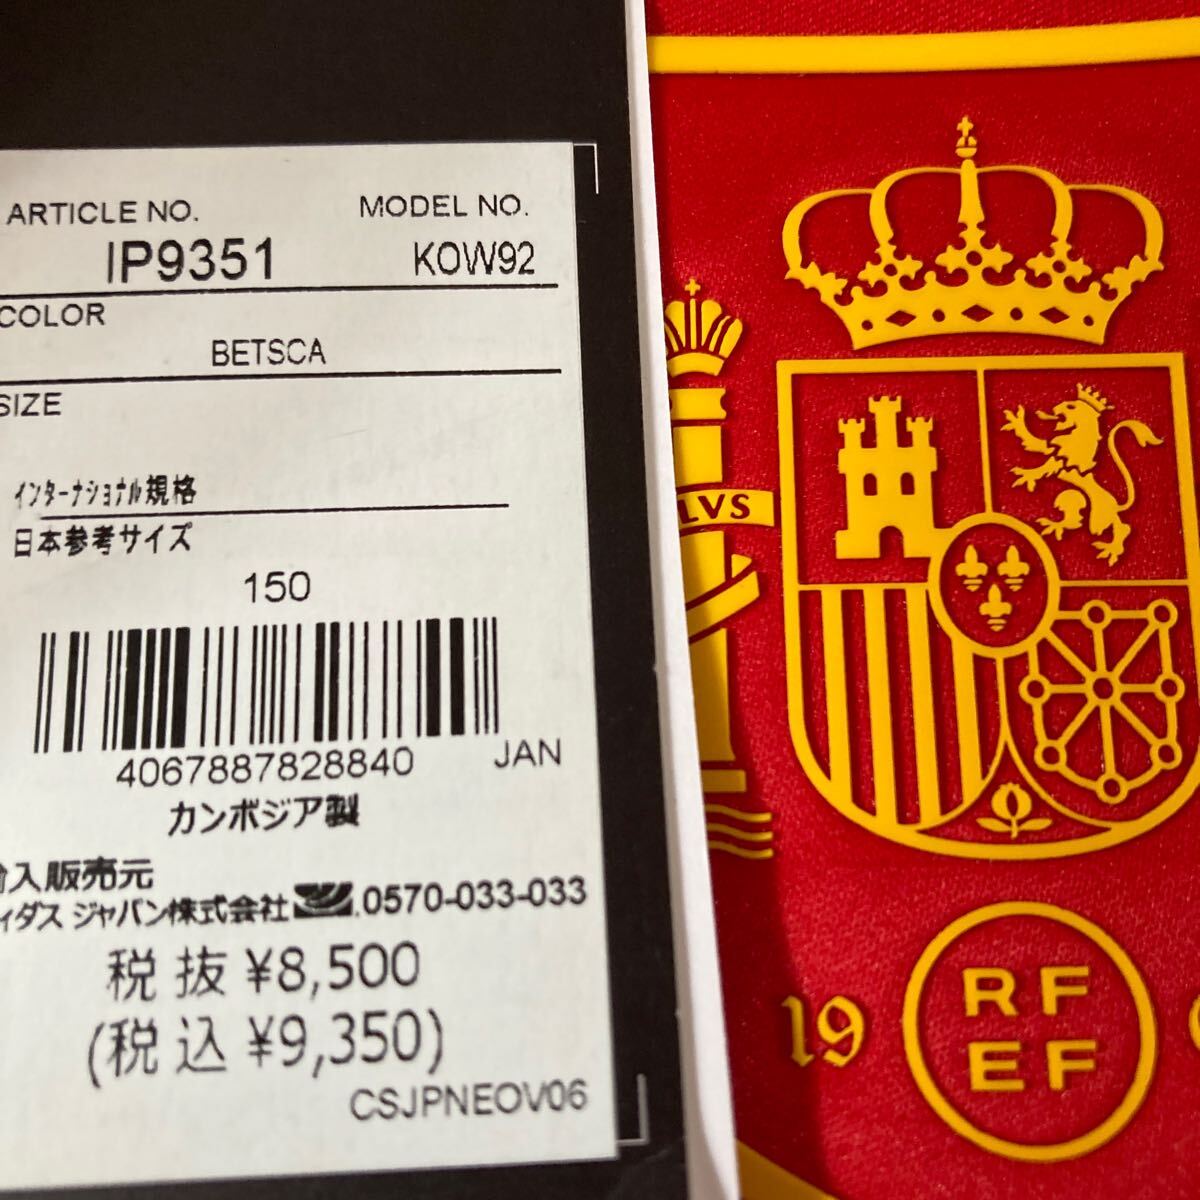 ARTICLE NO. MODEL NO.
IP9351 KOW92
COLOR
BETSCA
SIZE
インターナショナル規格
日本参考サイズ
150
4067887828840 JAN
カンボジア製
入販売元
ィダス ジャパン株式会社 0570-033-033
税 抜 ¥8,500
(税 込 ¥9,350)
CSJPNEOV06
LVS
19
RF
EF